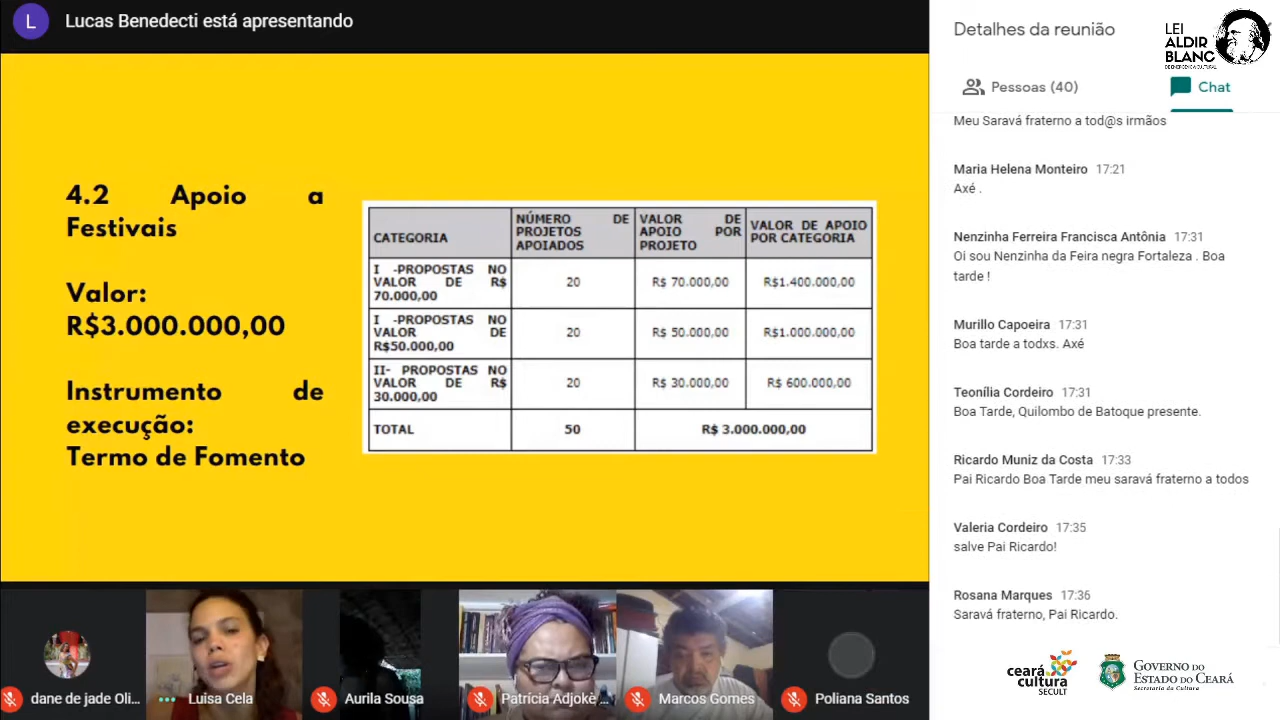 L
Lucas Benedecti está apresentando
4.2 Apoio a
Festivais
Valor:
R$3.000.000,00
Instrumento de
execução:
Termo de Fomento
CATEGORIA
NÚMERO DE
PROJETOS
APOIADOS
VALOR DE
APOIO POR
PROJETO
VALOR DE APOIO
POR CATEGORIA
I -PROPOSTAS NO
VALOR DE R$
70.000,00
20
R$ 70.000,00
R$1.400.000,00
I -PROPOSTAS NO
VALOR DE
R$50.000,00
20
R$ 50.000,00
R$1.000.000,00
II- PROPOSTAS NO
VALOR DE R$
30.000,00
20
R$ 30.000,00
R$ 600.000,00
TOTAL
50
R$ 3.000.000,00
dane de jade Oli...
Luisa Cela
Aurila Sousa
Patrícia Adjokè ...
Marcos Gomes
Poliana Santos
Detalhes da reunião
LEI
ALDIR
BLANC
DE EMERGÊNCIA CULTURAL
Pessoas (40)
Chat
Meu Saravá fraterno a tod@s irmãos
Maria Helena Monteiro 17:21
Axé .
Nenzinha Ferreira Francisca Antônia 17:31
Oi sou Nenzinha da Feira negra Fortaleza . Boa
tarde !
Murillo Capoeira 17:31
Boa tarde a todxs. Axé
Teonília Cordeiro 17:31
Boa Tarde, Quilombo de Batoque presente.
Ricardo Muniz da Costa 17:33
Pai Ricardo Boa Tarde meu saravá fraterno a todos
Valeria Cordeiro 17:35
salve Pai Ricardo!
Rosana Marques 17:36
Saravá fraterno, Pai Ricardo.
ceará
cultura
SECULT
GOVERNO DO
ESTADO DO CEARÁ
Secretaria da Cultura